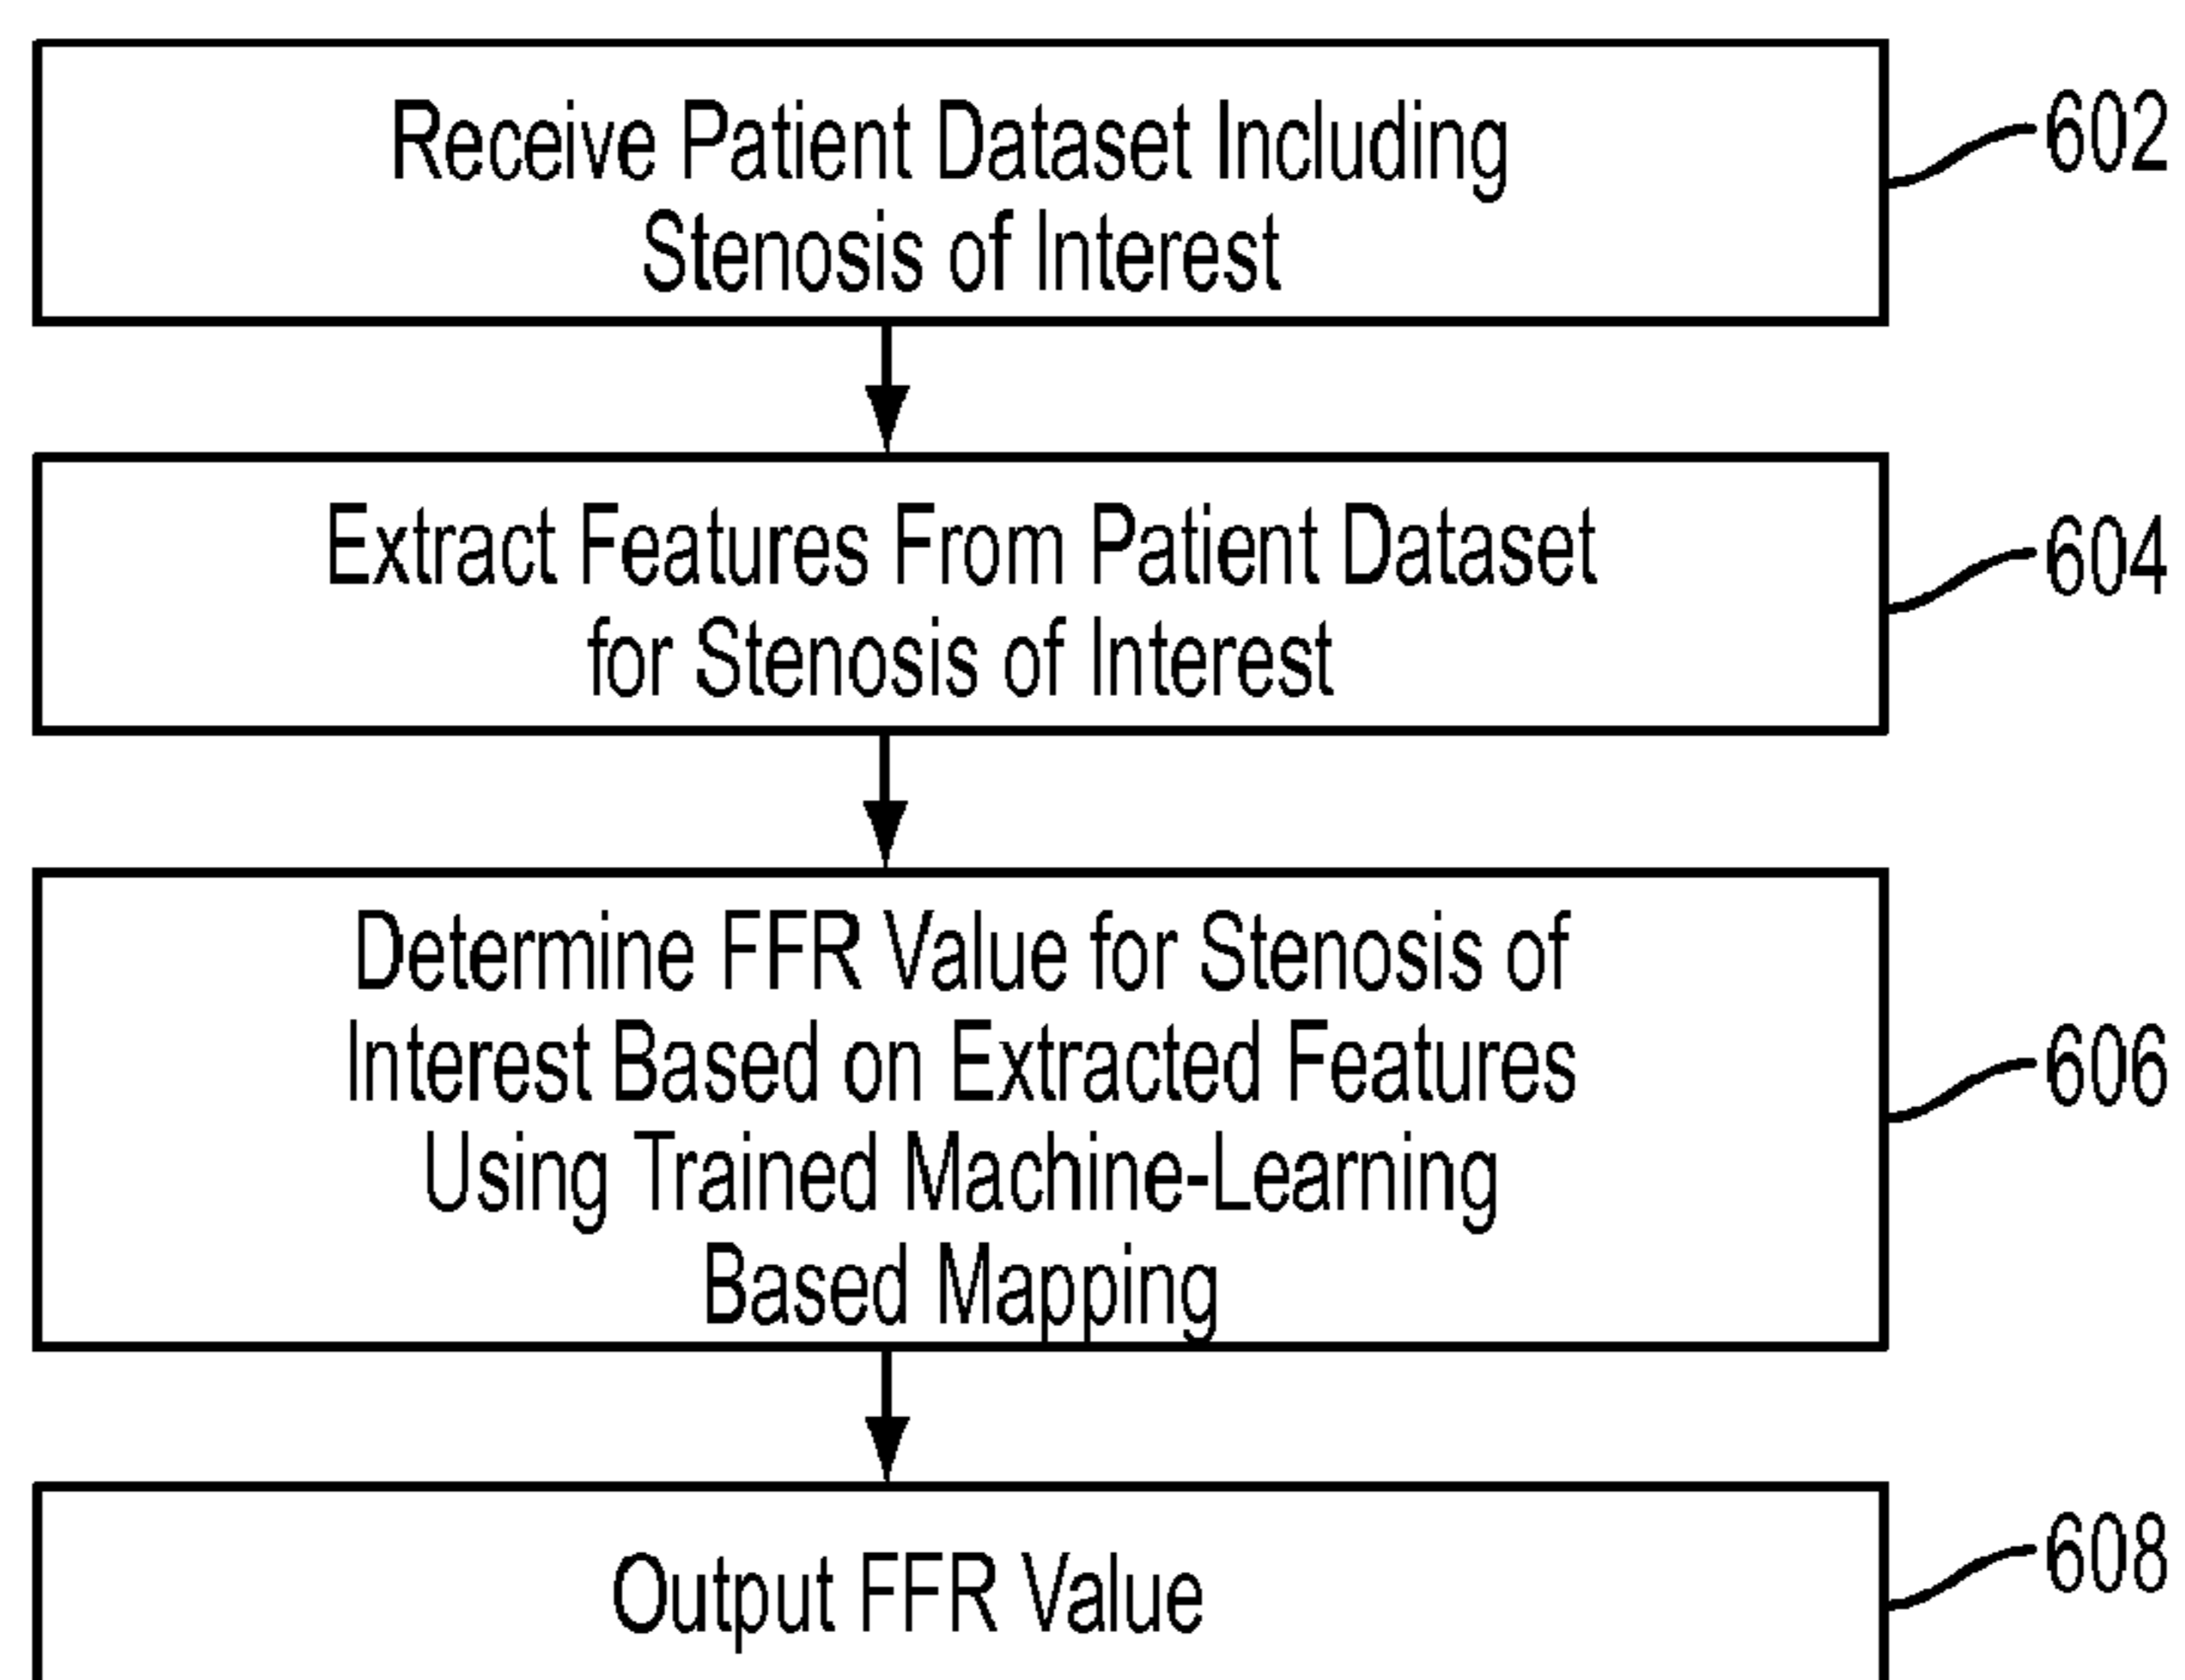 Receive Patient Dataset Including
Stenosis of Interest
602
Extract Features From Patient Dataset
for Stenosis of Interest
604
Determine FFR Value for Stenosis of
Interest Based on Extracted Features
Using Trained Machine-Learning
Based Mapping
606
Output FFR Value
608